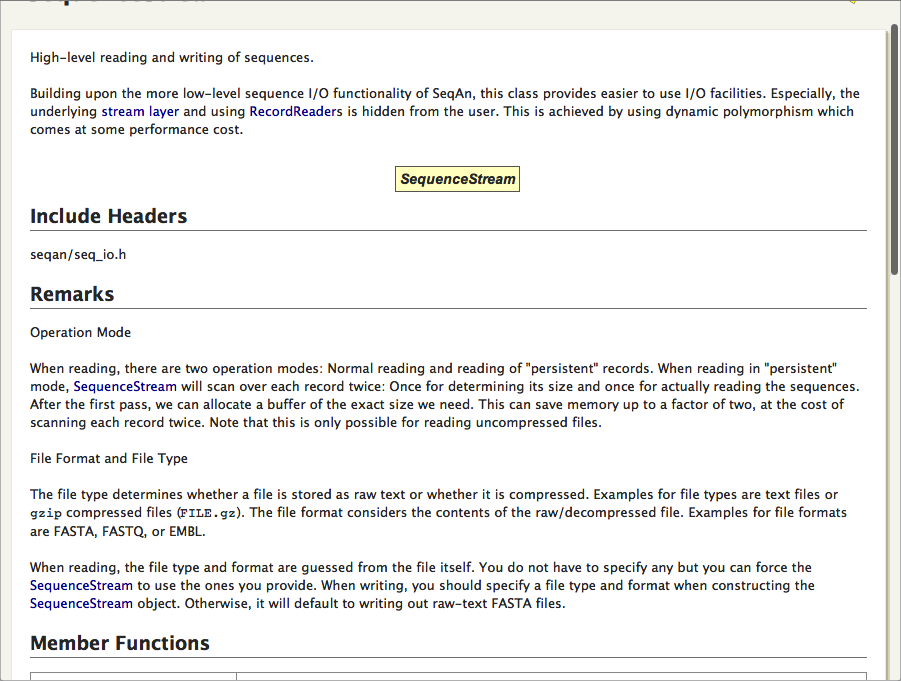 High-level reading and writing of sequences.
Building upon the more low-level sequence I/O functionality of SeqAn, this class provides easier to use I/O facilities. Especially, the
underlying stream layer and using RecordReaders is hidden from the user. This is achieved by using dynamic polymorphism which
comes at some performance cost.
SequenceStream
Include Headers
seqan/seq_io.h
Remarks
Operation Mode
When reading, there are two operation modes: Normal reading and reading of "persistent" records. When reading in "persistent"
mode, SequenceStream will scan over each record twice: Once for determining its size and once for actually reading the sequences.
After the first pass, we can allocate a buffer of the exact size we need. This can save memory up to a factor of two, at the cost of
scanning each record twice. Note that this is only possible for reading uncompressed files.
File Format and File Type
The file type determines whether a file is stored as raw text or whether it is compressed. Examples for file types are text files or
gzip compressed files (FILE.gz). The file format considers the contents of the raw/decompressed file. Examples for file formats
are FASTA, FASTQ, or EMBL.
When reading, the file type and format are guessed from the file itself. You do not have to specify any but you can force the
SequenceStream to use the ones you provide. When writing, you should specify a file type and format when constructing the
SequenceStream object. Otherwise, it will default to writing out raw-text FASTA files.
Member Functions